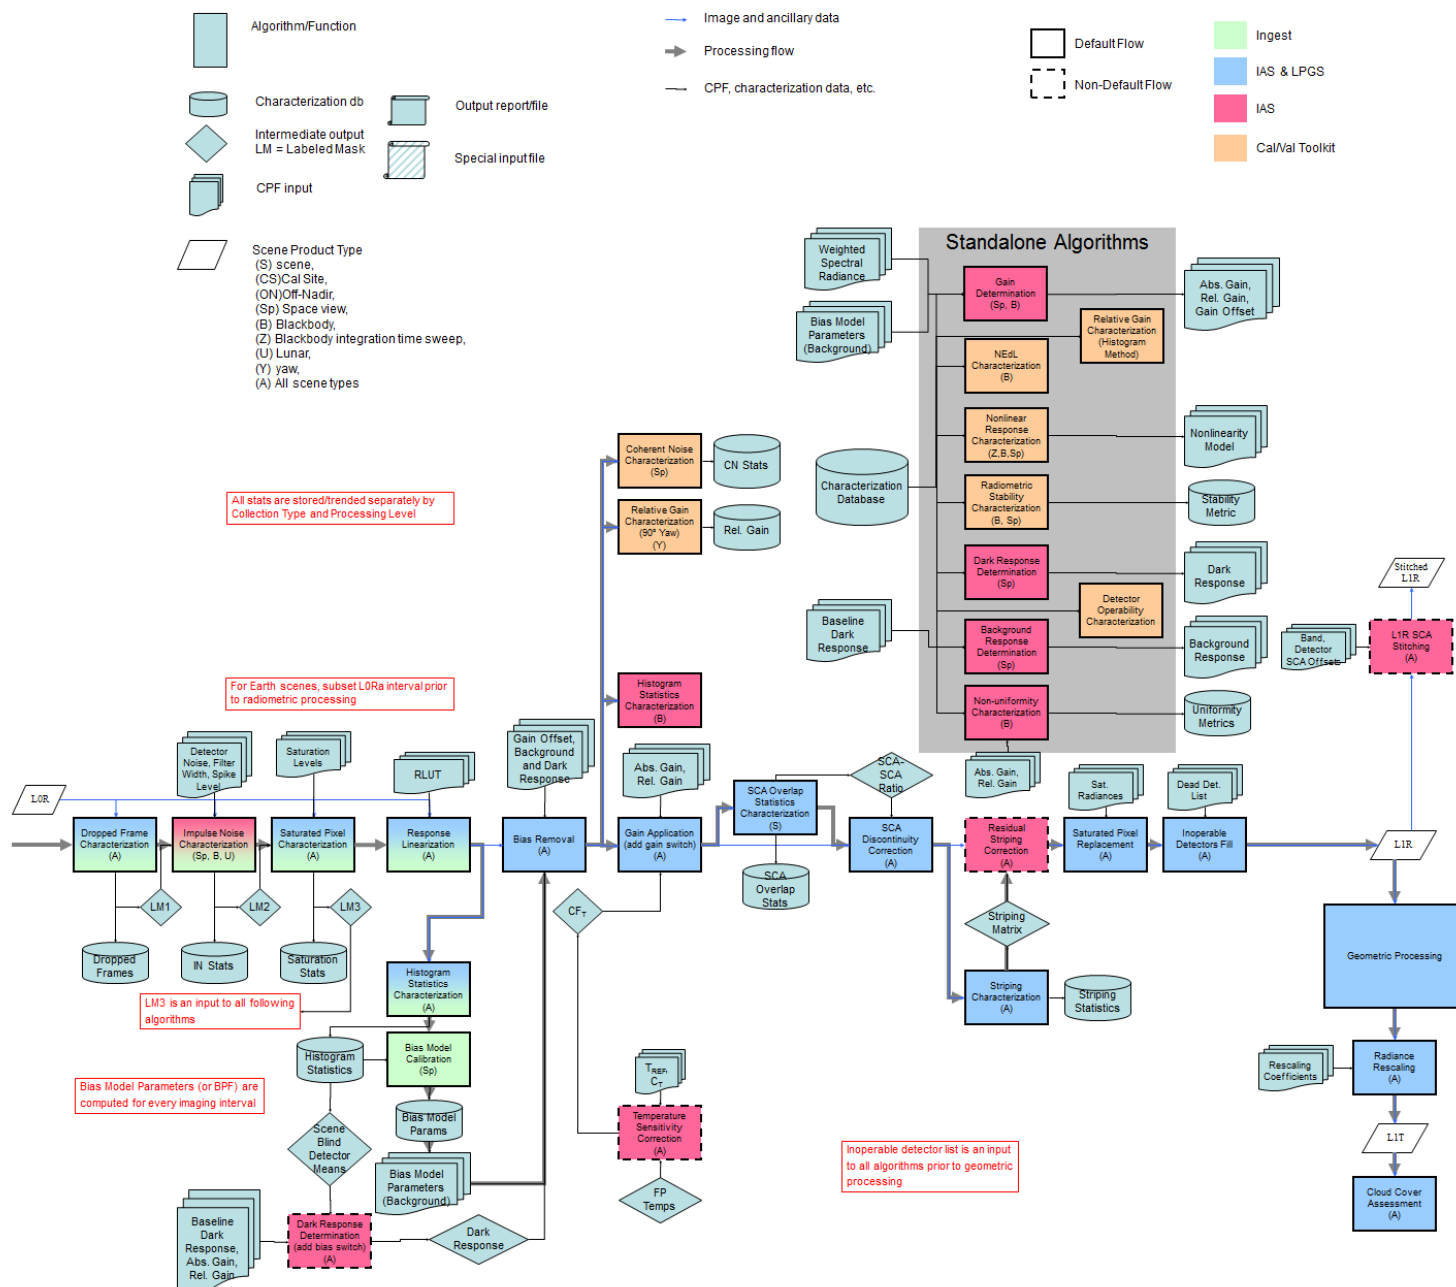 Algorithm/Function
Characterization db
Intermediate output
LM = Labeled Mask
CPF input
Output report/file
Special input file
Scene Product Type
(S) scene,
(CS)Cal Site,
(ON)Off-Nadir,
(Sp) Space view,
(B) Blackbody,
(Z) Blackbody integration time sweep,
(U) Lunar,
(Y) yaw,
(A) All scene types
Image and ancillary data
Processing flow
CPF, characterization data, etc.
Default Flow
Non-Default Flow
Ingest
IAS & LPGS
IAS
Cal/Val Toolkit
Standalone Algorithms
Weighted
Spectral
Radiance
Bias Model
Parameters
(Background)
Gain
Determination
(Sp, B)
Relative Gain
Characterization
(Histogram
Method)
Abs. Gain,
Rel. Gain,
Gain Offset
NEdL
Characterization
(B)
Nonlinear
Response
Characterization
(Z,B,Sp)
Nonlinearity
Model
Characterization
Database
Radiometric
Stability
Characterization
(B, Sp)
Stability
Metric
Dark Response
Determination
(Sp)
Dark
Response
Detector
Operability
Characterization
Baseline
Dark
Response
Background
Response
Determination
(Sp)
Background
Response
Non-uniformity
Characterization
(B)
Uniformity
Metrics
Abs. Gain,
Rel. Gain
Stitched
L1R
Band,
Detector
SCA Offsets
L1R SCA
Stitching
(A)
Coherent Noise
Characterization
(Sp)
CN Stats
Relative Gain
Characterization
(90° Yaw)
(Y)
Rel. Gain
Histogram
Statistics
Characterization
(B)
All stats are stored/trended separately by
Collection Type and Processing Level
For Earth scenes, subset L0Ra interval prior
to radiometric processing
L0R
Detector
Noise, Filter
Width, Spike
Level
Saturation
Levels
RLUT
Gain Offset,
Background
and Dark
Response
Abs. Gain,
Rel. Gain
SCA-
SCA
Ratio
Sat.
Radiances
Dead Det.
List
Dropped Frame
Characterization
(A)
Impulse Noise
Characterization
(Sp, B, U)
Saturated Pixel
Characterization
(A)
Response
Linearization
(A)
Bias Removal
(A)
Gain Application
(add gain switch)
(A)
SCA Overlap
Statistics
Characterization
(S)
SCA
Discontinuity
Correction
(A)
Residual
Striping
Correction
(A)
Saturated Pixel
Replacement
(A)
Inoperable
Detectors Fill
(A)
L1R
LM1
LM2
LM3
Dropped
Frames
IN Stats
Saturation
Stats
SCA
Overlap
Stats
CF T
Striping
Matrix
Striping
Characterization
(A)
Striping
Statistics
Geometric Processing
LM3 is an input to all following
algorithms
Histogram
Statistics
Characterization
(A)
Histogram
Statistics
Bias Model
Calibration
(Sp)
Bias Model Parameters (or BPF) are
computed for every imaging interval
Bias Model
Params
Scene
Blind
Detector
Means
Bias Model
Parameters
(Background)
T REF,
C T
Temperature
Sensitivity
Correction
(A)
FP
Temps
Inoperable detector list is an input
to all algorithms prior to geometric
processing
Rescaling
Coefficients
Radiance
Rescaling
(A)
L1T
Cloud Cover
Assessment
(A)
Baseline
Dark
Response,
Abs. Gain,
Rel. Gain
Dark Response
Determination
(add bias switch)
(A)
Dark
Response